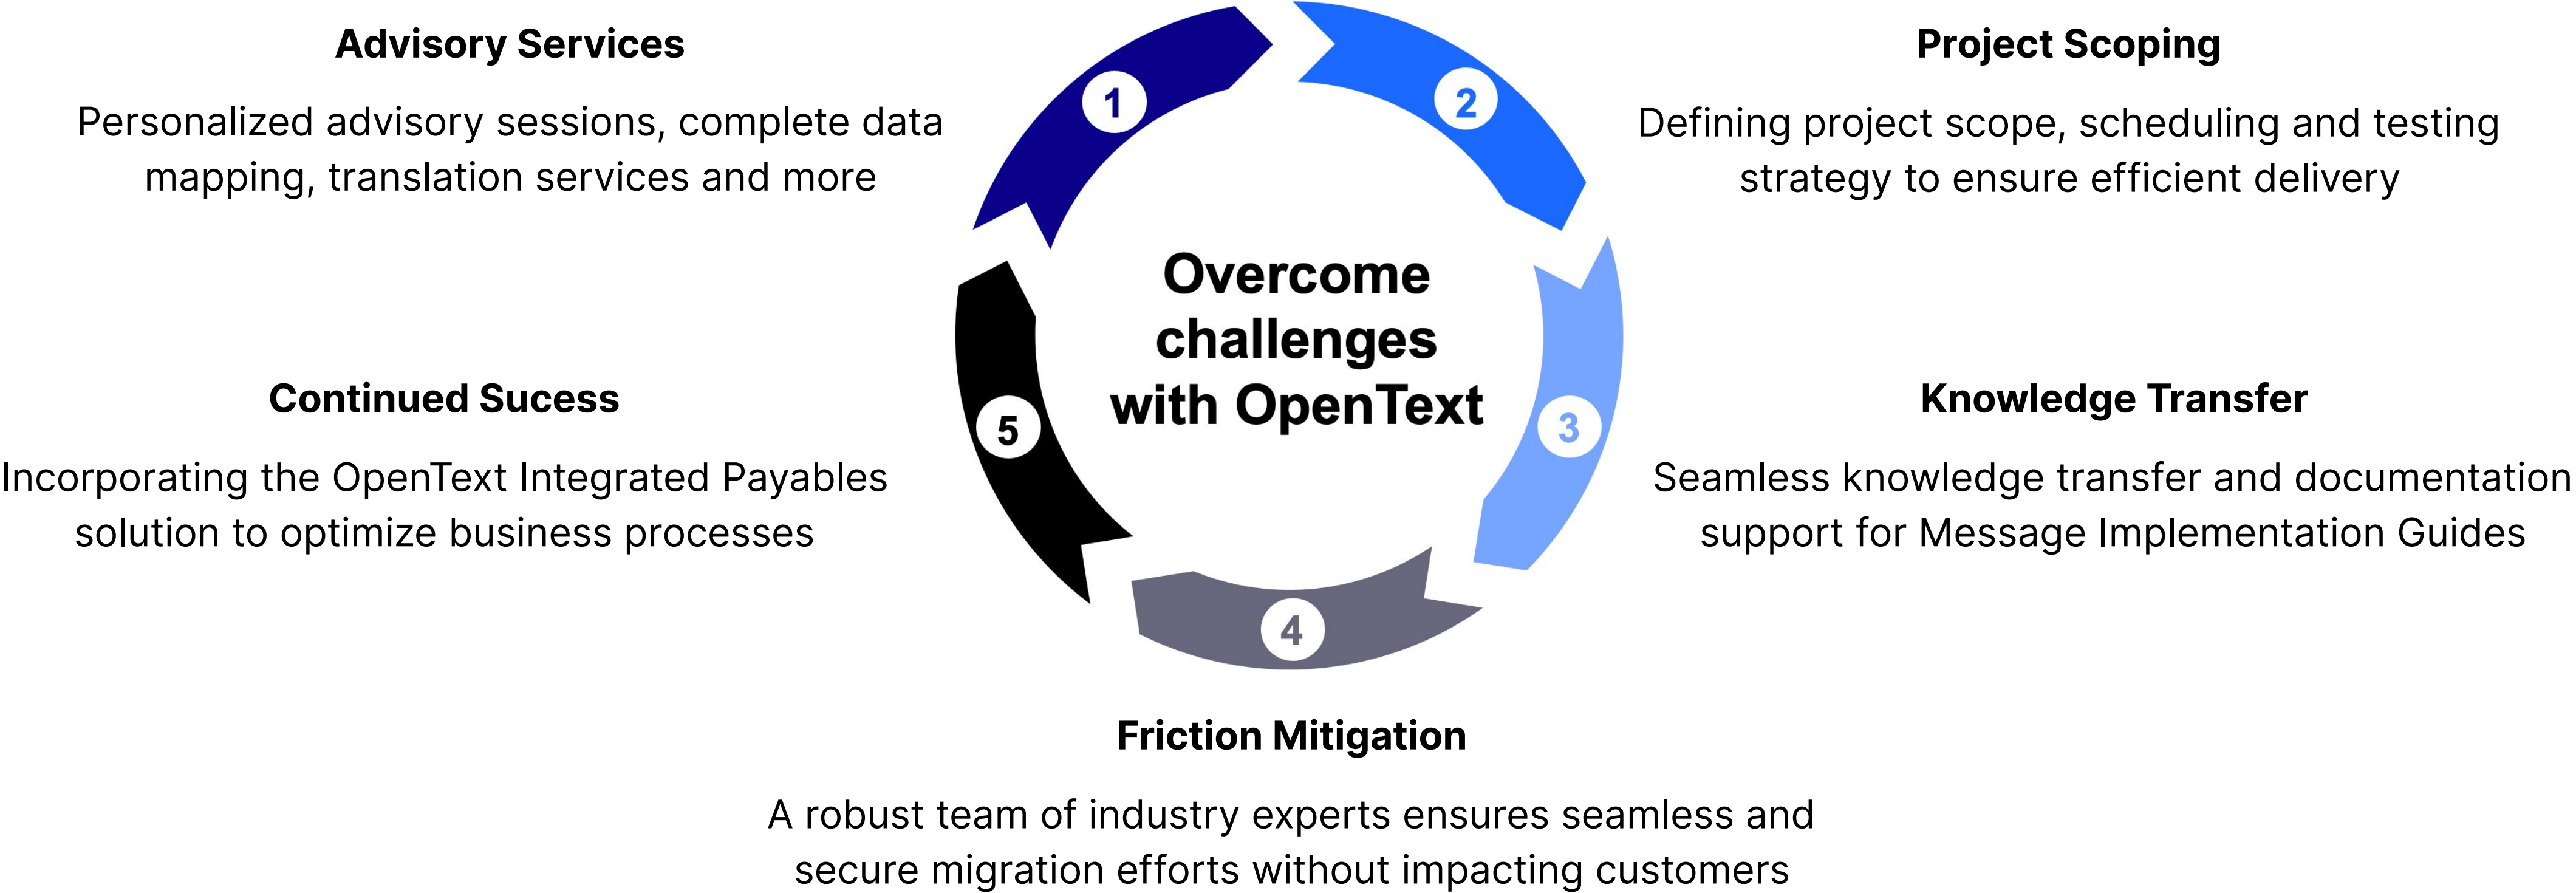 Advisory Services
Personalized advisory sessions, complete data
mapping, translation services and more
1
2
Project Scoping
Defining project scope, scheduling and testing
strategy to ensure efficient delivery
Overcome
challenges
with OpenText
Continued Sucess
Incorporating the OpenText Integrated Payables
solution to optimize business processes
5
3
Knowledge Transfer
Seamless knowledge transfer and documentation
support for Message Implementation Guides
4
Friction Mitigation
A robust team of industry experts ensures seamless and
secure migration efforts without impacting customers